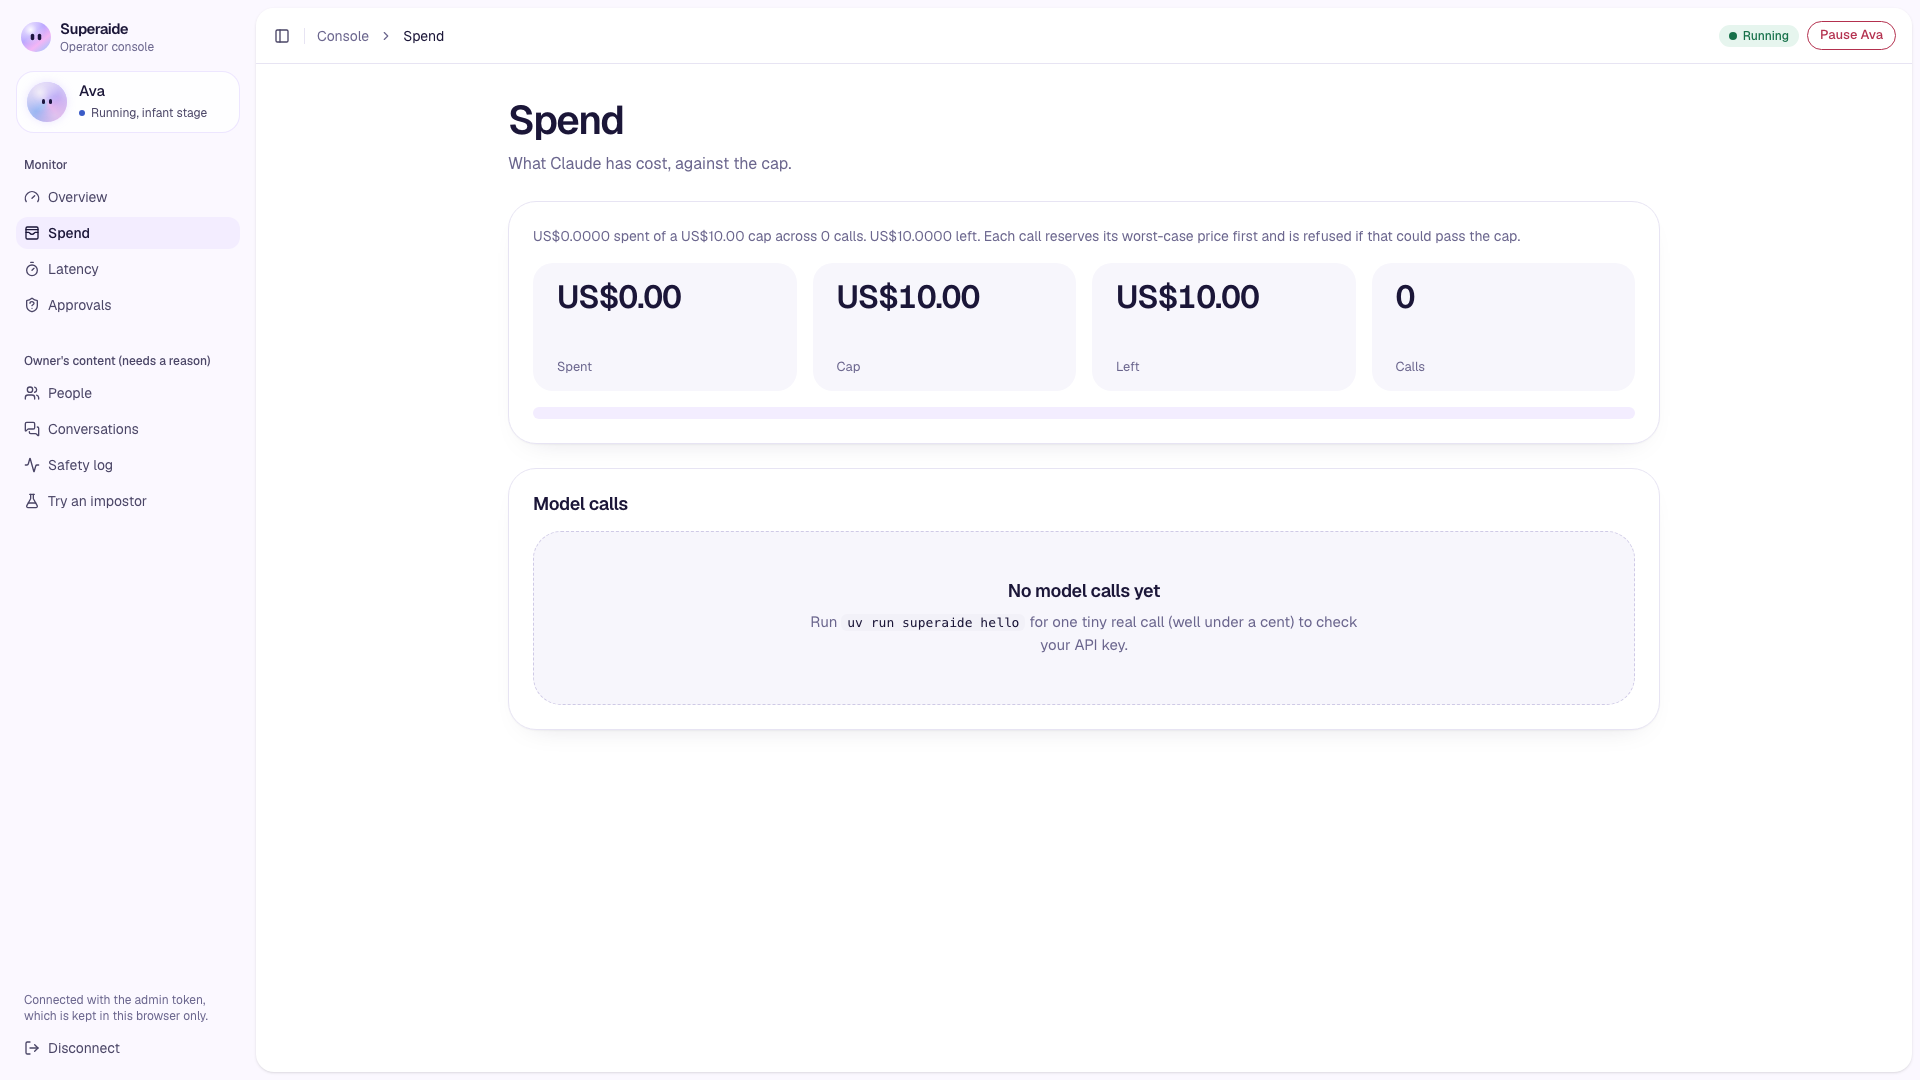 Superaide
Operator console
Ava
Running, infant stage
Monitor
Overview
Spend
Latency
Approvals
Owner's content (needs a reason)
People
Conversations
Safety log
Try an impostor
Connected with the admin token,
which is kept in this browser only.
Disconnect
Console > Spend
Running
Pause Ava
Spend
What Claude has cost, against the cap.
US$0.0000 spent of a US$10.00 cap across 0 calls. US$10.0000 left. Each call reserves its worst-case price first and is refused if that could pass the cap.
US$0.00
Spent
US$10.00
Cap
US$10.00
Left
0
Calls
Model calls
No model calls yet
Run uv run superaide hello for one tiny real call (well under a cent) to check
your API key.